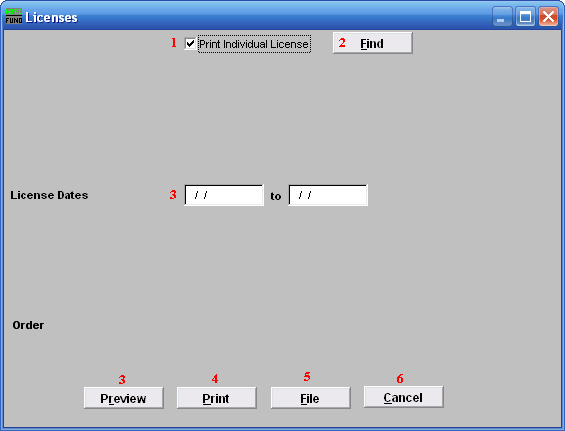 FUND Licenses
1 Print Individual License 2 Find
License Dates 3 / / to / /
Order
3 4 5 6
Preview Print File Cancel